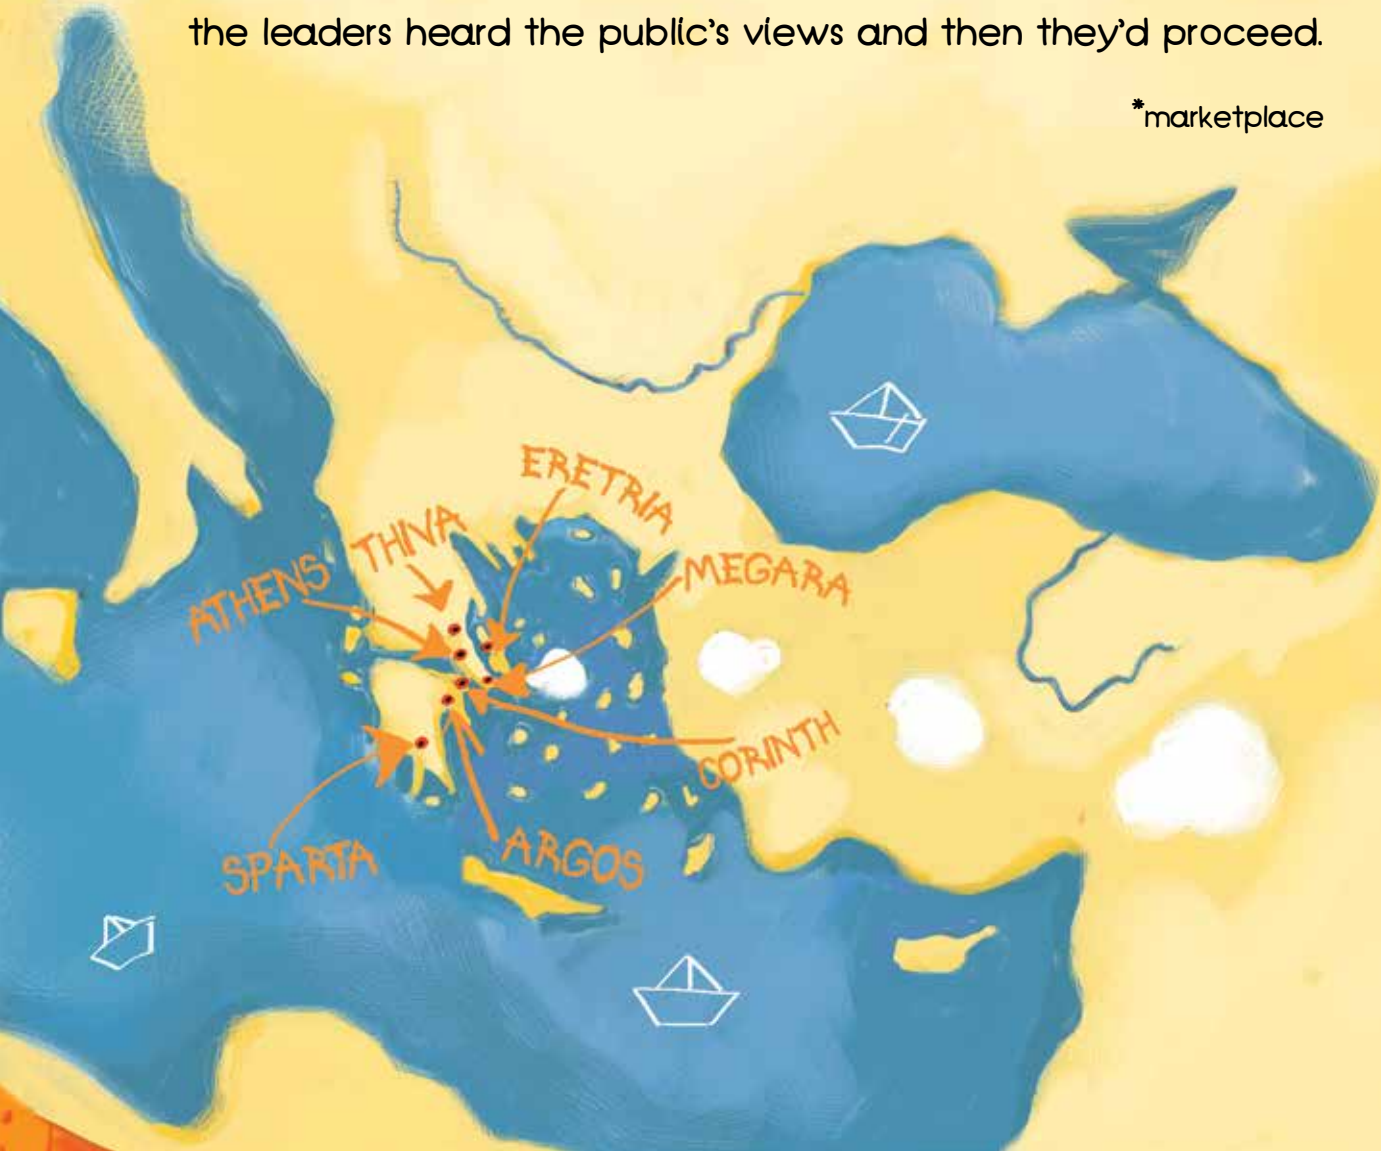 the leaders heard the public's views and then they'd proceed.
*marketplace
ERETRIA
THIVA
ATHENS
MEGARA
CORINTH
SPARTA
ARGOS